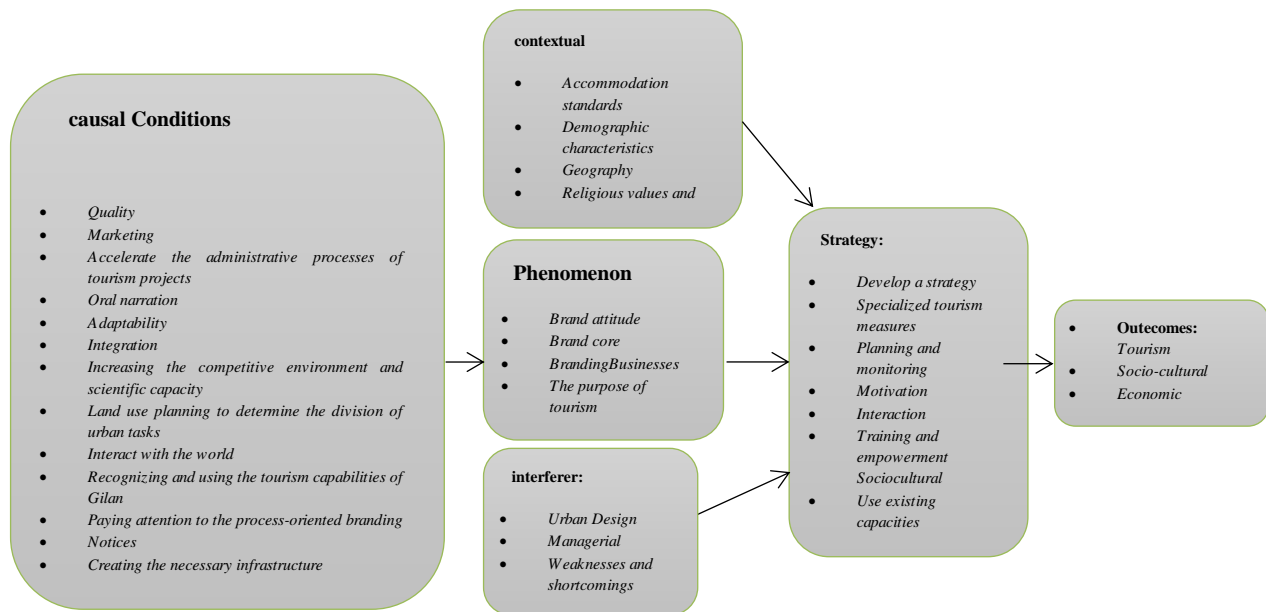 causal Conditions
• Quality
• Marketing
• Accelerate the administrative processes of
tourism projects
• Oral narration
• Adaptability
• Integration
• Increasing the competitive environment and
scientific capacity
• Land use planning to determine the division of
urban tasks
• Interact with the world
• Recognizing and using the tourism capabilities of
Gilan
• Paying attention to the process-oriented branding
• Notices
• Creating the necessary infrastructure
contextual
• Accommodation
standards
• Demographic
characteristics
• Geography
• Religious values and
Phenomenon
• Brand attitude
• Brand core
• BrandingBusinesses
• The purpose of
tourism
interferer:
• Urban Design
• Managerial
• Weaknesses and
shortcomings
Strategy:
• Develop a strategy
• Specialized tourism
measures
• Planning and
monitoring
• Motivation
• Interaction
• Training and
empowerment
Sociocultural
• Use existing
capacities
• Outecomes:
Tourism
• Socio-cultural
• Economic